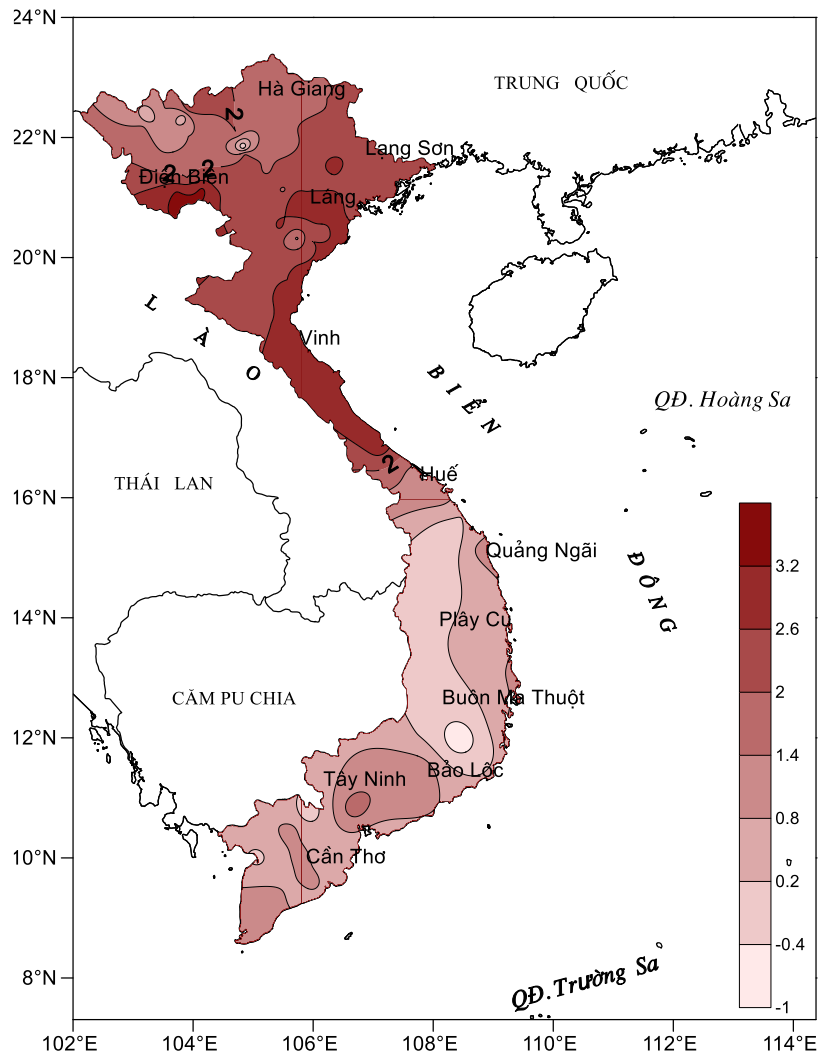 24°N
TRUNG QUỐC
Hà Giang
2
22°N
Lạng Sơn
2 2
Điện Biên
Láng
20°N
L À O
Vinh
18°N
BIỂN
QĐ. Hoàng Sa
2
Huế
THÁI LAN
16°N
Quảng Ngãi
ĐÔNG
3.2
14°N
Plây Cu
2.6
CĂM PU CHIA
Buôn Ma Thuột
2
12°N
1.4
Bảo Lộc
Tây Ninh
0.8
10°N
Cần Thơ
0.2
-0.4
8°N
QĐ. Trường Sa
-1
102°E 104°E 106°E 108°E 110°E 112°E 114°E